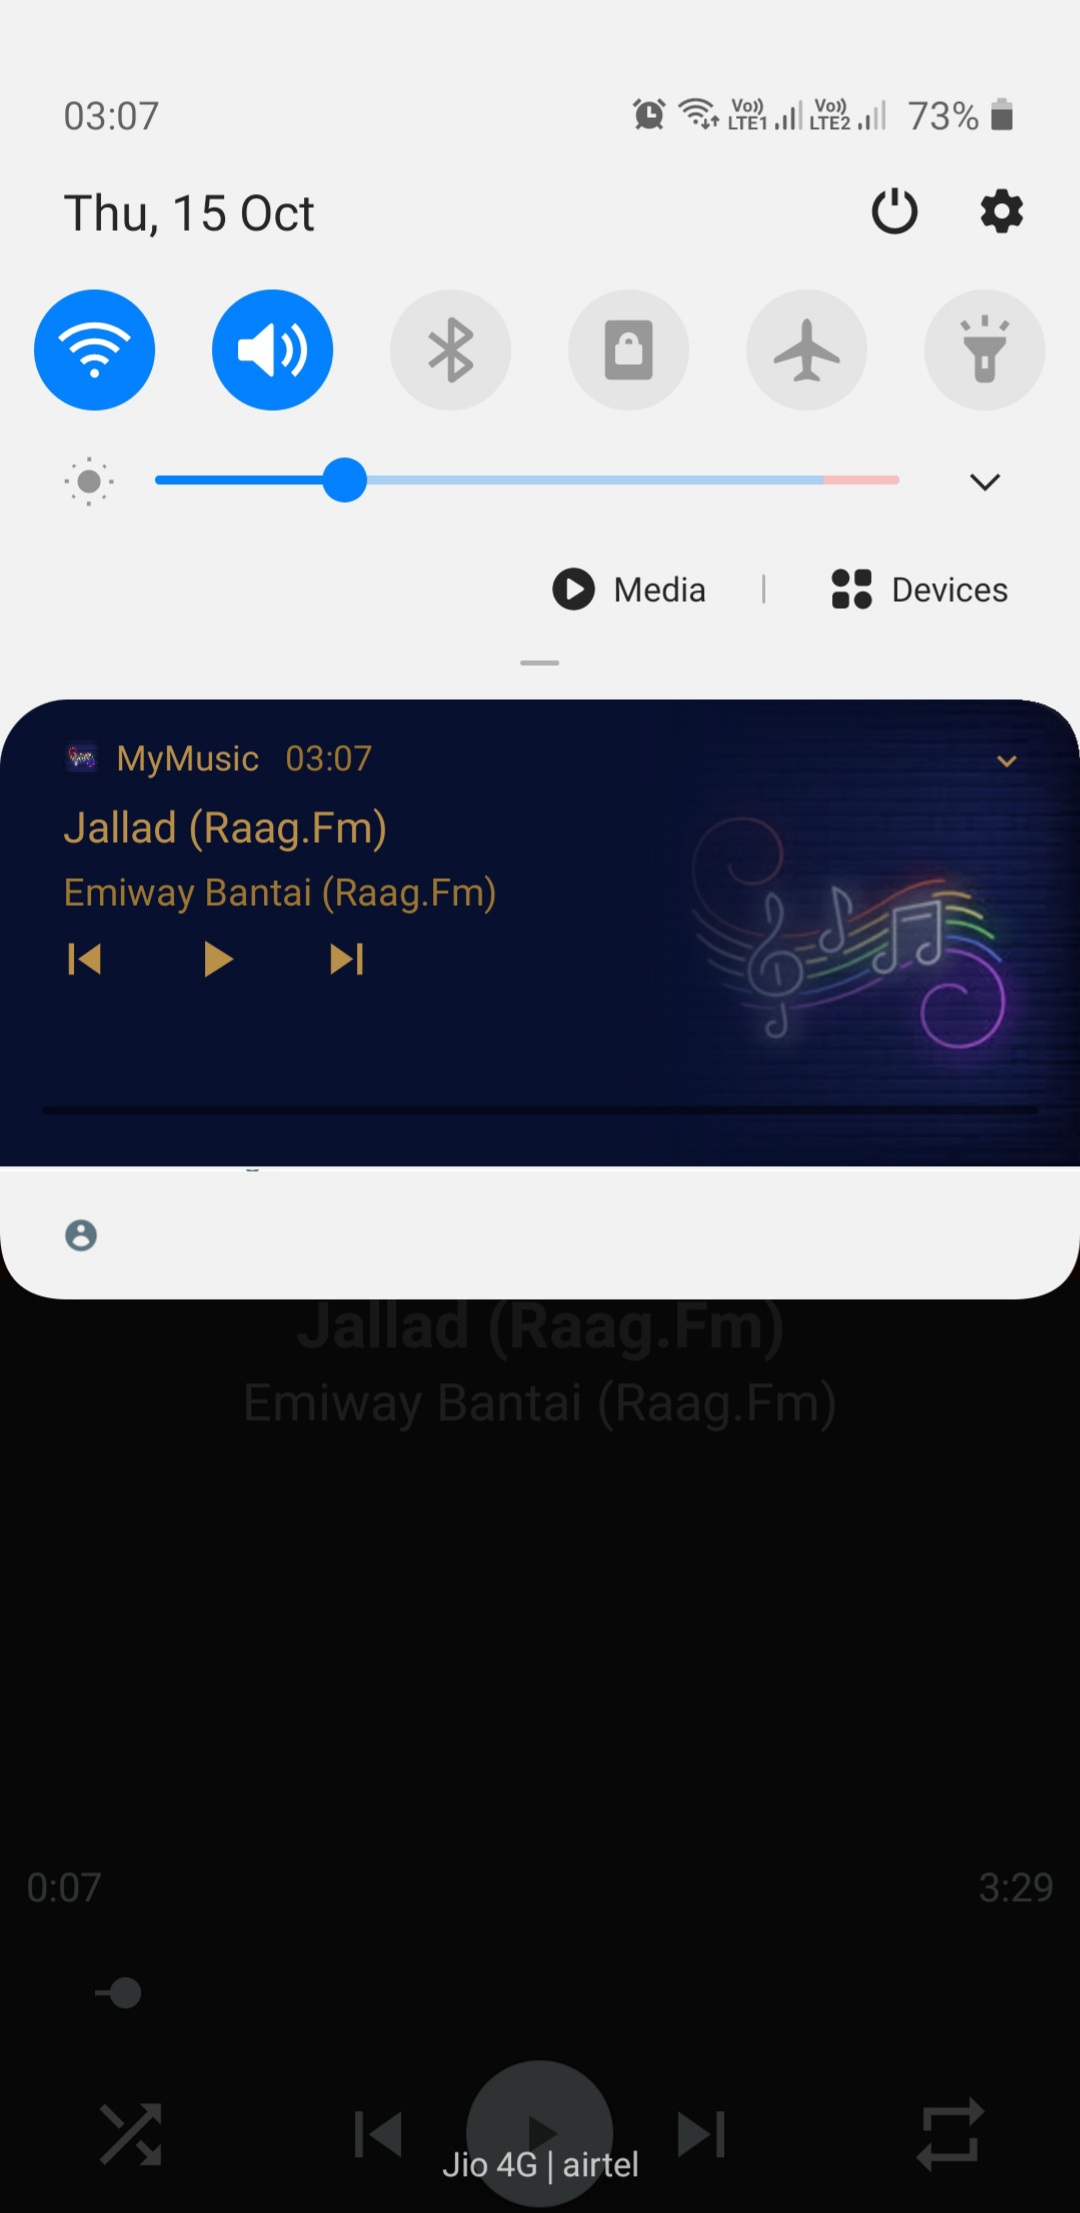 03:07
Vo)) LTE1 Vo)) LTE2 73%
Thu, 15 Oct
Media | Devices
MyMusic 03:07
Jallad (Raag.Fm)
Emiway Bantai (Raag.Fm)
Jallad (Raag.Fm)
Emiway Bantai (Raag.Fm)
0:07 3:29
Jio 4G | airtel